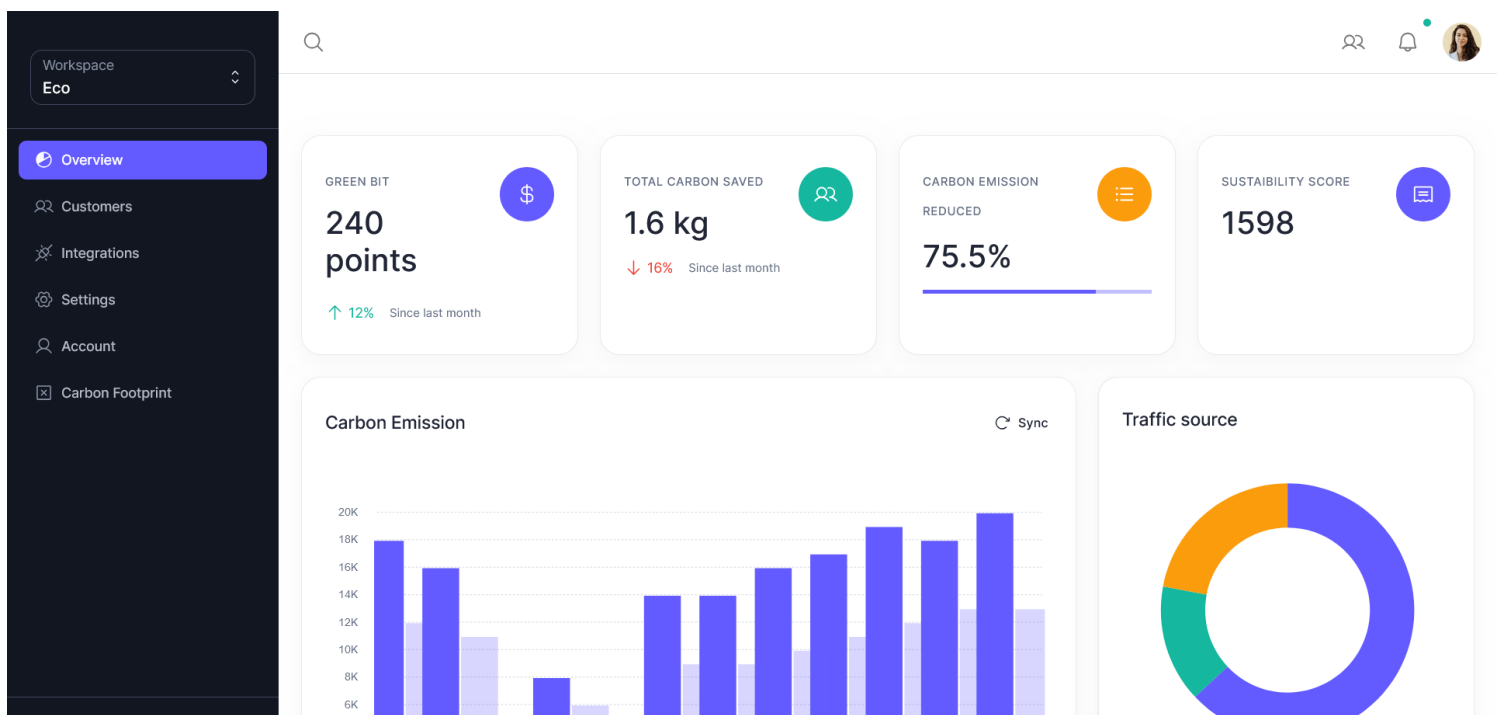 Workspace
Eco
Overview
Customers
Integrations
Settings
Account
Carbon Footprint
GREEN BIT
240
points
12% Since last month
TOTAL CARBON SAVED
1.6 kg
16% Since last month
CARBON EMISSION
REDUCED
75.5%
SUSTAIBILITY SCORE
1598
Carbon Emission
Sync
20K
18K
16K
14K
12K
10K
8K
6K
Traffic source